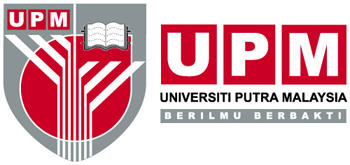 UPM
UPM
UNIVERSITI PUTRA MALAYSIA
BERILMU BERBAKTI